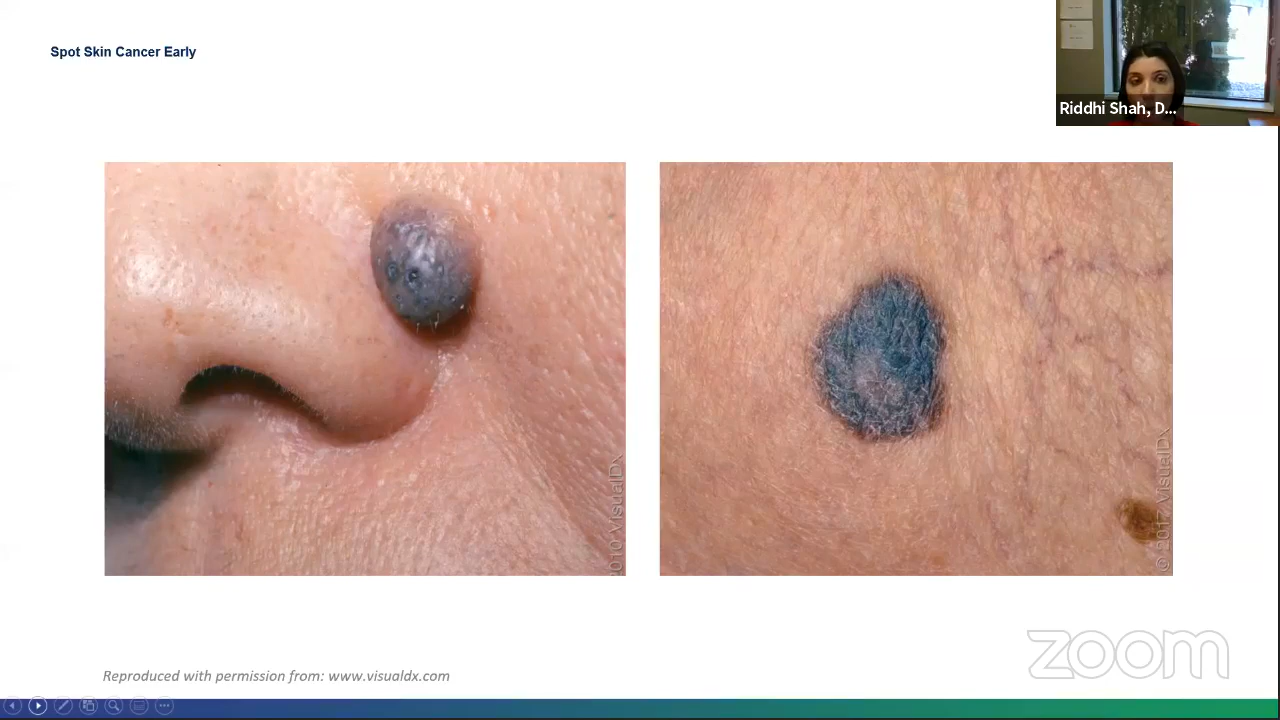 Spot Skin Cancer Early
Riddhi Shah, D...
2010 VisualDx
© 2017 VisualDx
zoom
Reproduced with permission from: www.visualdx.com